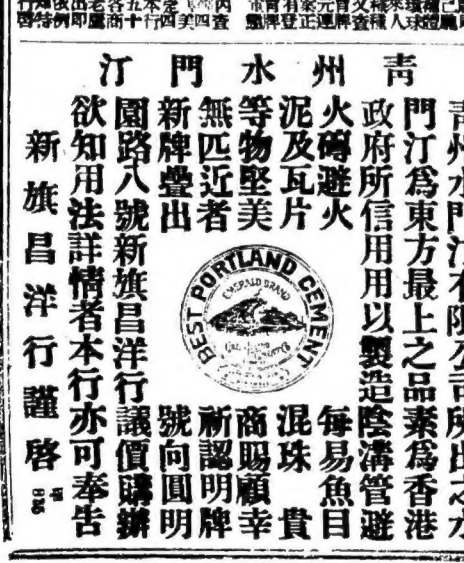 青州水門汀
青州水門汀有限公司所出之水
門汀爲東方最上之品素爲香港
政府所信用用以製造陰溝管避
火磚避火
泥及瓦片
等物堅美
無匹近者
新牌疊出
每易魚目
混珠 貴
商賜顧幸
祈認明牌
號向圓明
園路八號新旗昌洋行議價購辦
欲知用法詳情者本行亦可奉告
新旗昌洋行謹啓
BEST PORTLAND CEMENT
EMERALD BRAND